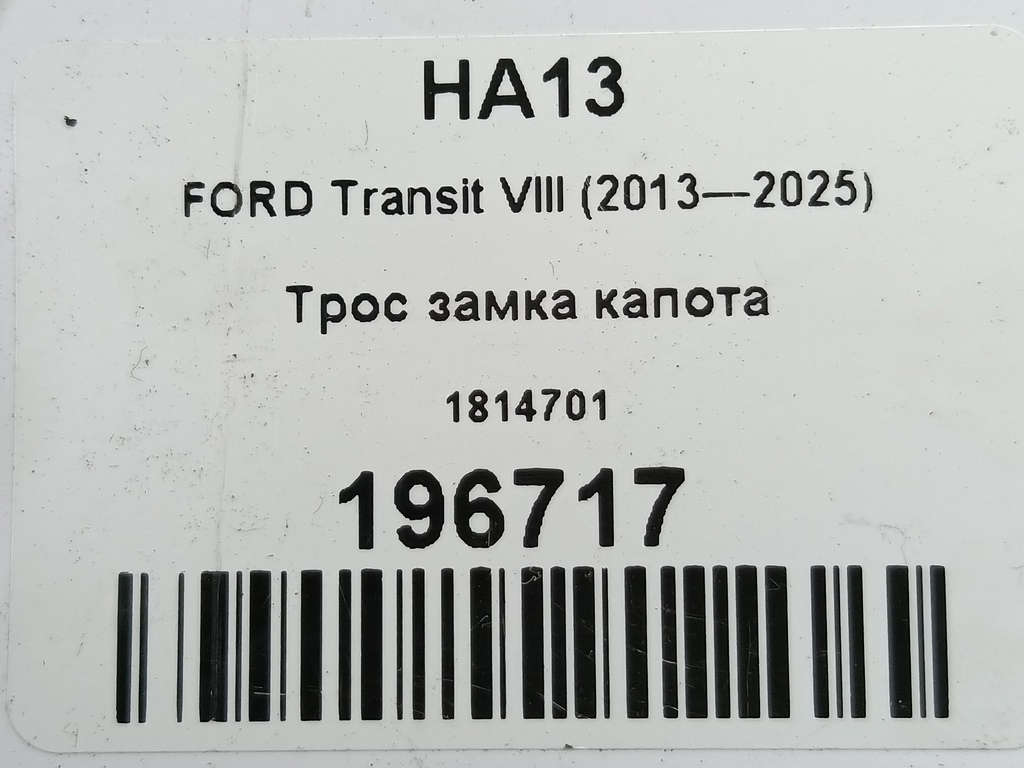 HA13
FORD Transit VIII (2013—2025)
Трос замка капота
1814701
196717